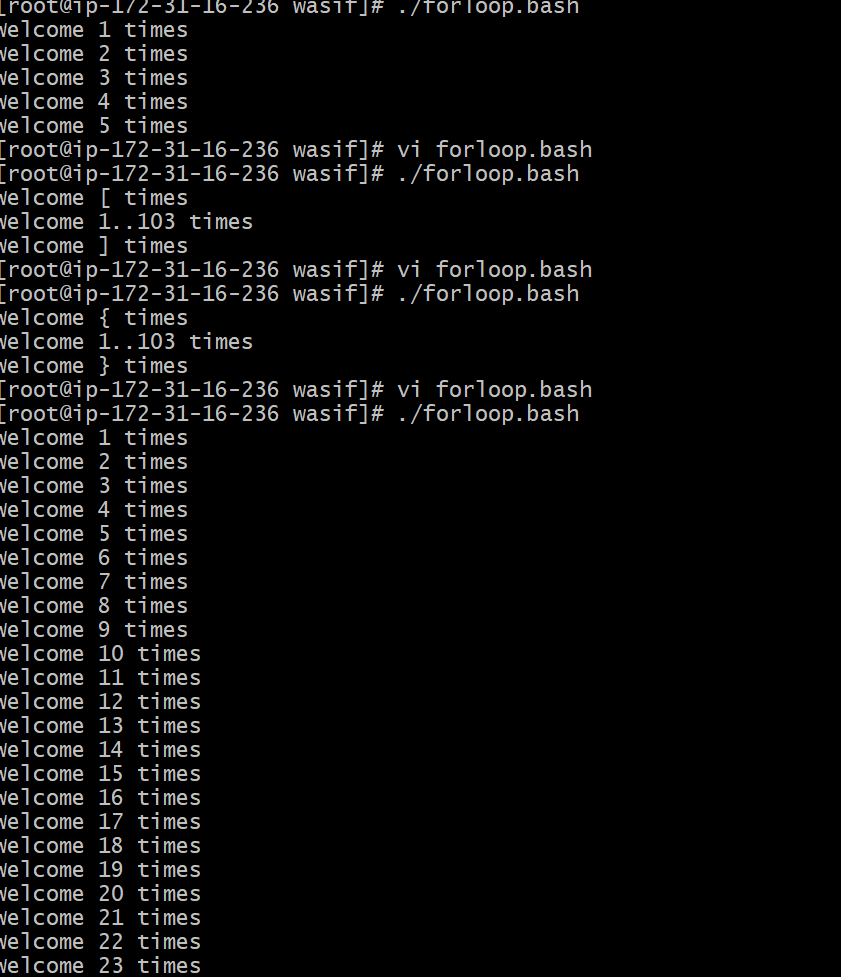 [root@ip-172-31-16-236 wasif]# ./forloop.bash
Welcome 1 times
Welcome 2 times
Welcome 3 times
Welcome 4 times
Welcome 5 times
[root@ip-172-31-16-236 wasif]# vi forloop.bash
[root@ip-172-31-16-236 wasif]# ./forloop.bash
Welcome [ times
Welcome 1..103 times
Welcome ] times
[root@ip-172-31-16-236 wasif]# vi forloop.bash
[root@ip-172-31-16-236 wasif]# ./forloop.bash
Welcome { times
Welcome 1..103 times
Welcome } times
[root@ip-172-31-16-236 wasif]# vi forloop.bash
[root@ip-172-31-16-236 wasif]# ./forloop.bash
Welcome 1 times
Welcome 2 times
Welcome 3 times
Welcome 4 times
Welcome 5 times
Welcome 6 times
Welcome 7 times
Welcome 8 times
Welcome 9 times
Welcome 10 times
Welcome 11 times
Welcome 12 times
Welcome 13 times
Welcome 14 times
Welcome 15 times
Welcome 16 times
Welcome 17 times
Welcome 18 times
Welcome 19 times
Welcome 20 times
Welcome 21 times
Welcome 22 times
Welcome 23 times